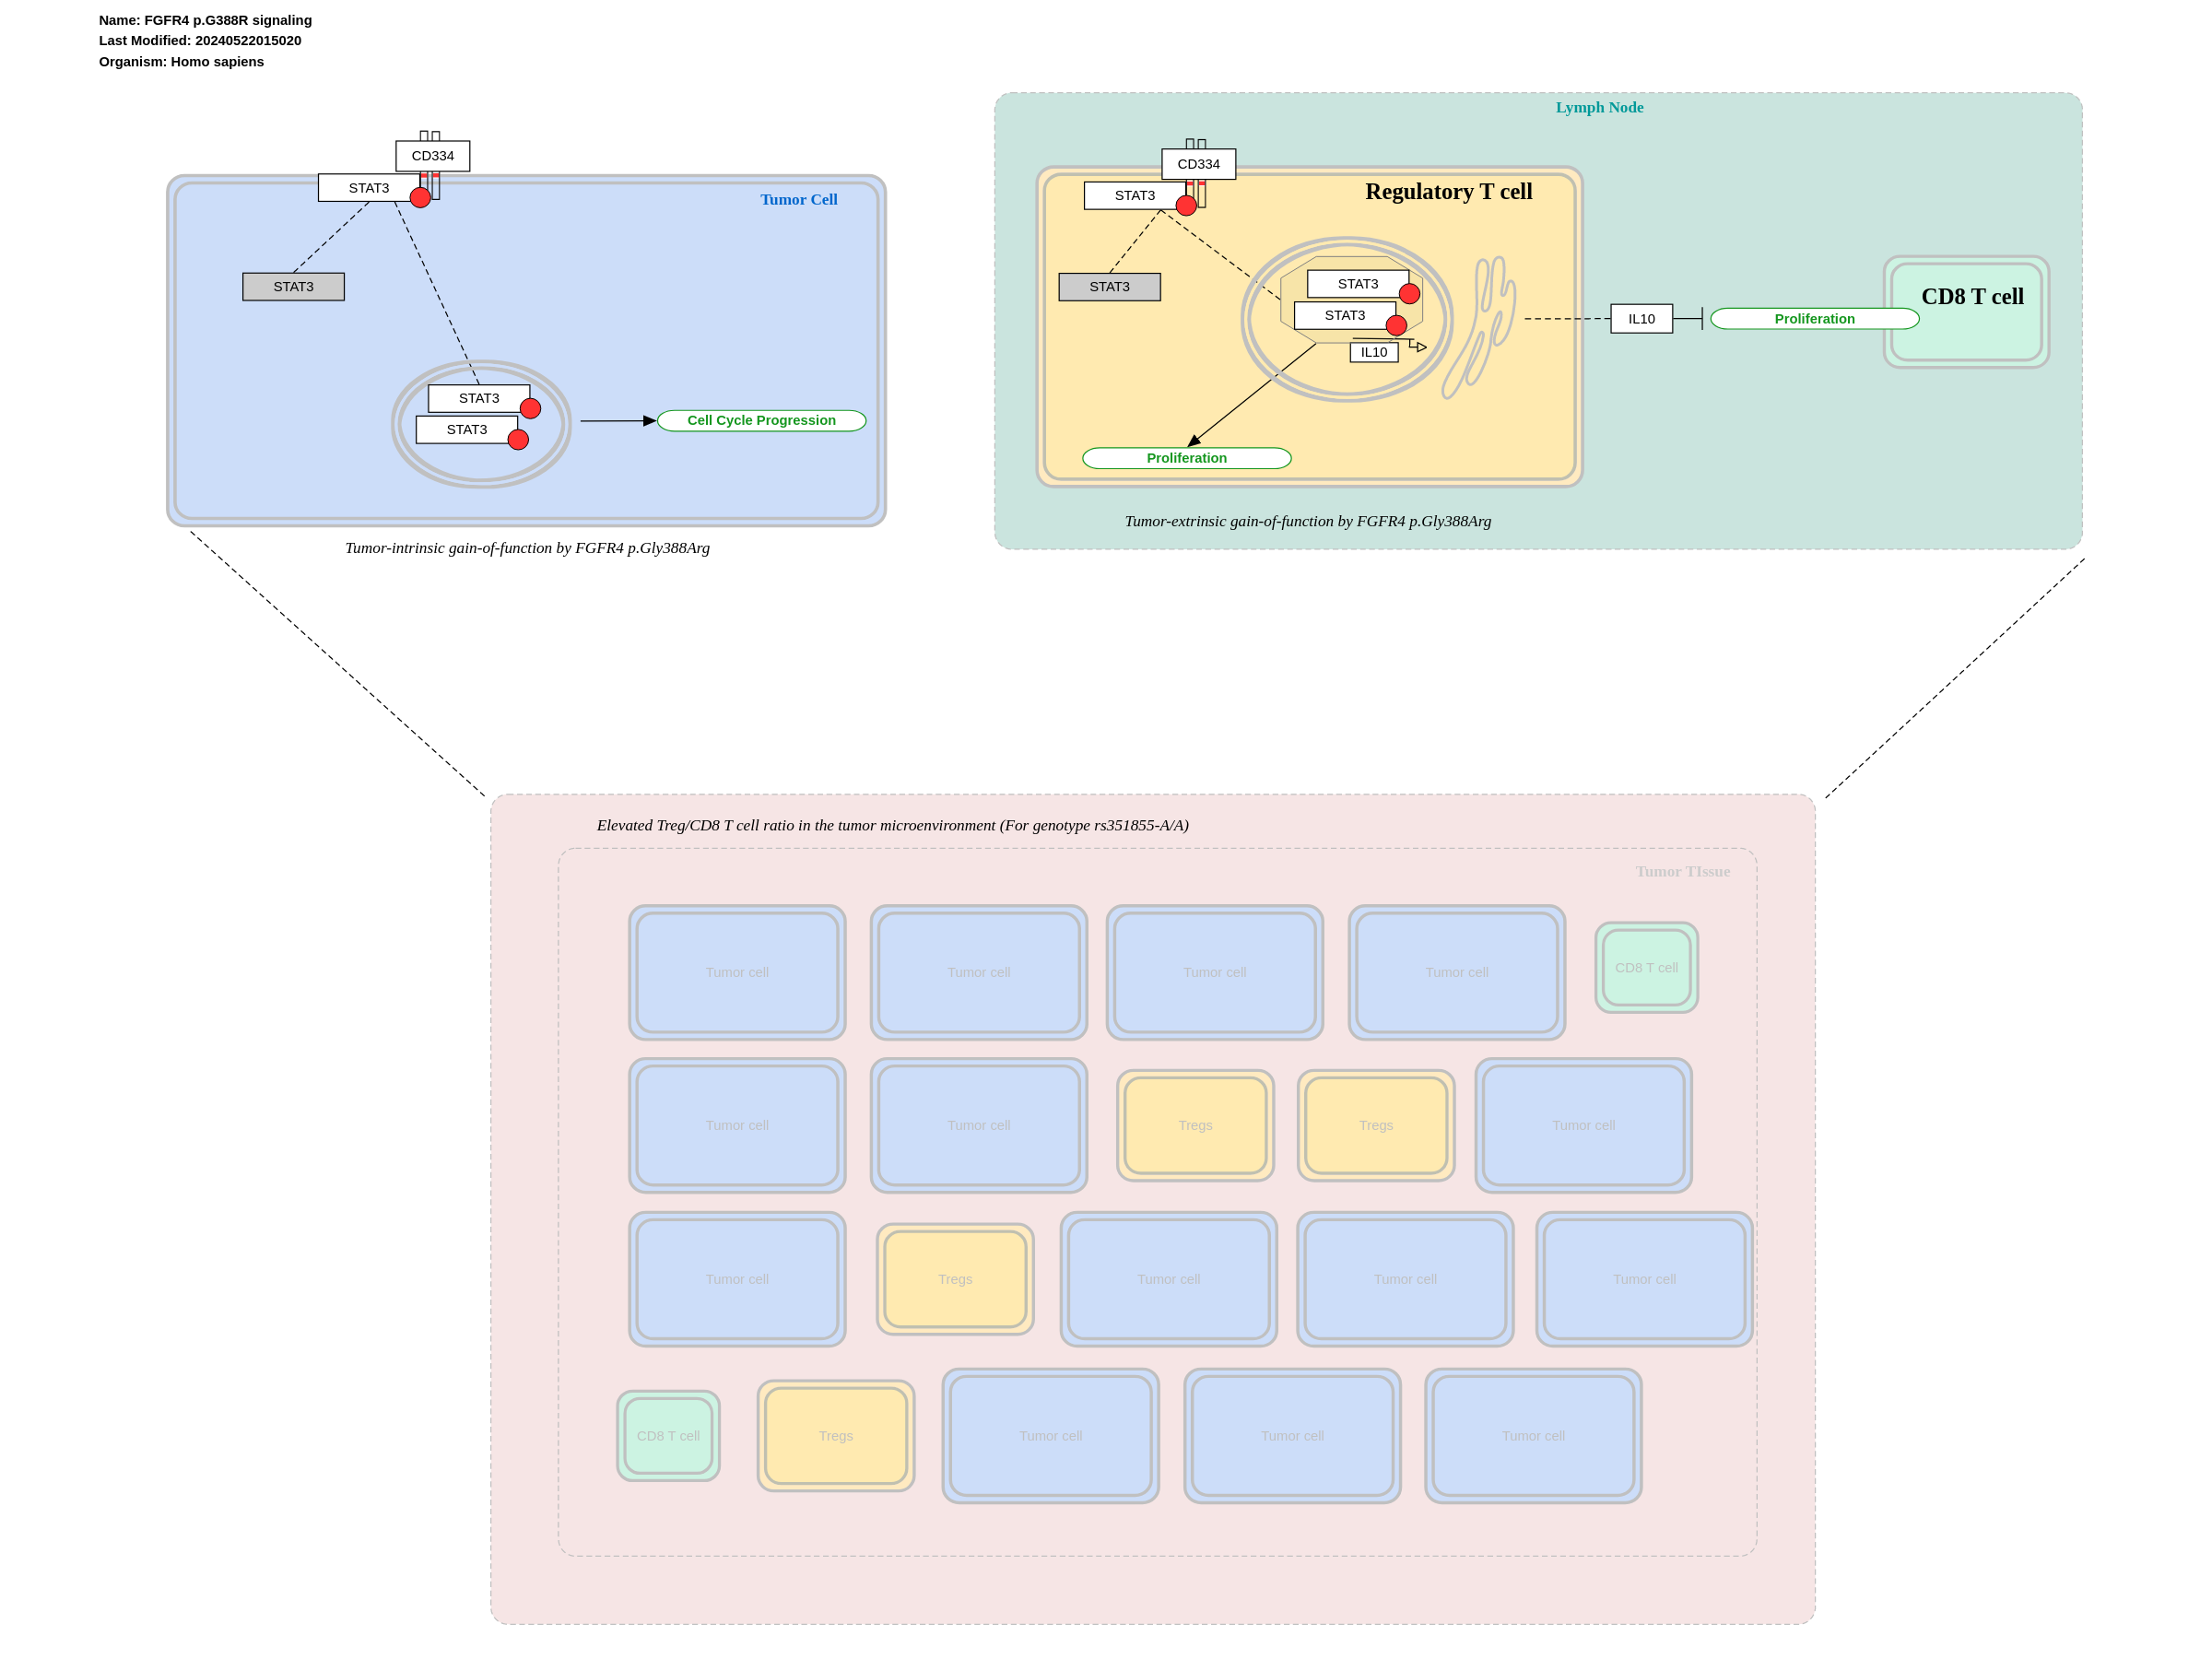 Name: FGFR4 p.G388R signaling
Last Modified: 20240522015020
Organism: Homo sapiens
CD334
STAT3
Tumor Cell
STAT3
STAT3
STAT3
Cell Cycle Progression
Tumor-intrinsic gain-of-function by FGFR4 p.Gly388Arg
Lymph Node
CD334
STAT3
Regulatory T cell
STAT3
STAT3
STAT3
IL10
Proliferation
IL10
Proliferation
CD8 T cell
Tumor-extrinsic gain-of-function by FGFR4 p.Gly388Arg
Elevated Treg/CD8 T cell ratio in the tumor microenvironment (For genotype rs351855-A/A)
Tumor TIssue
Tumor cell
Tumor cell
Tumor cell
Tumor cell
CD8 T cell
Tumor cell
Tumor cell
Tregs
Tregs
Tumor cell
Tumor cell
Tregs
Tumor cell
Tumor cell
Tumor cell
CD8 T cell
Tregs
Tumor cell
Tumor cell
Tumor cell